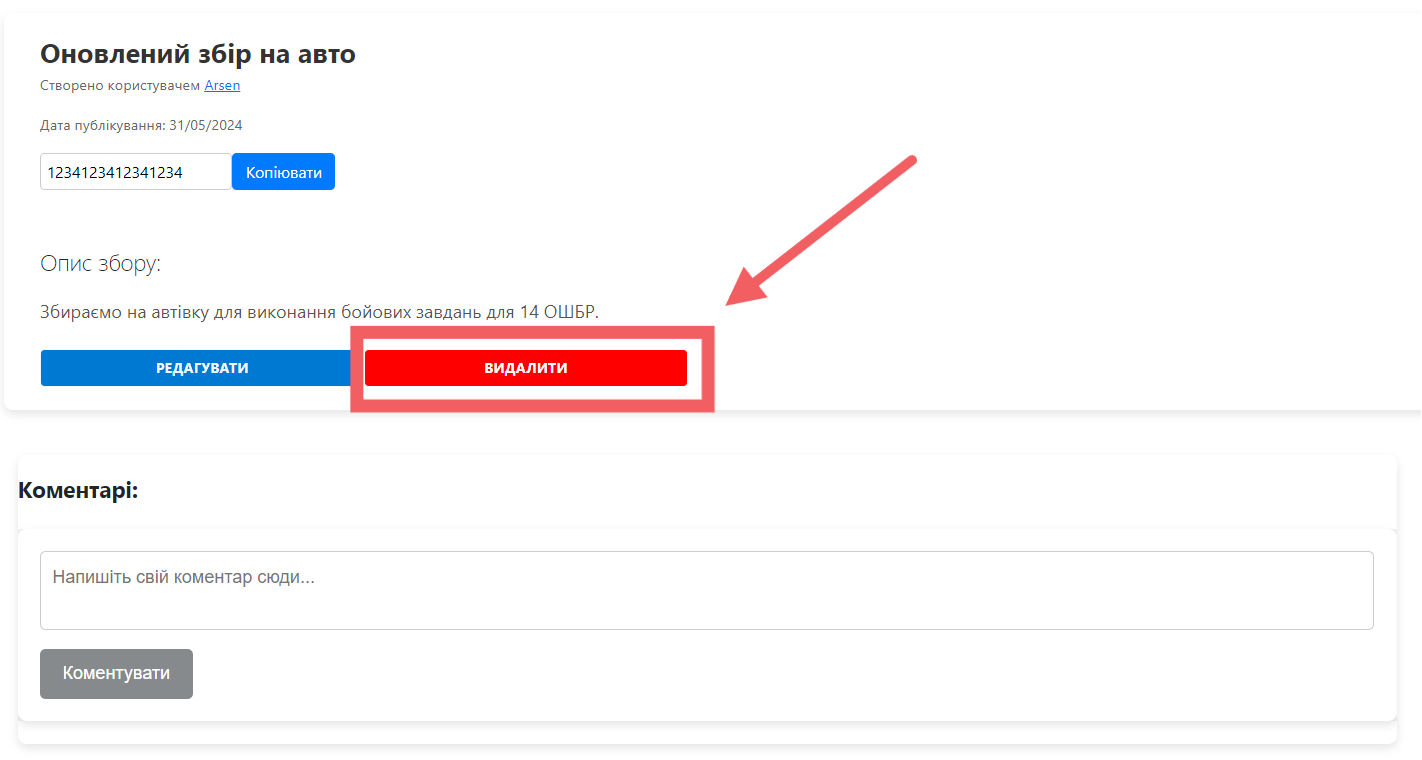 Оновлений збір на авто
Створено користувачем Arsen
Дата публікування: 31/05/2024
1234123412341234 Копіювати
Опис збору:
Збираємо на автівку для виконання бойових завдань для 14 ОШБР.
РЕДАГУВАТИ ВИДАЛИТИ
Коментарі:
Напишіть свій коментар сюди...
Коментувати